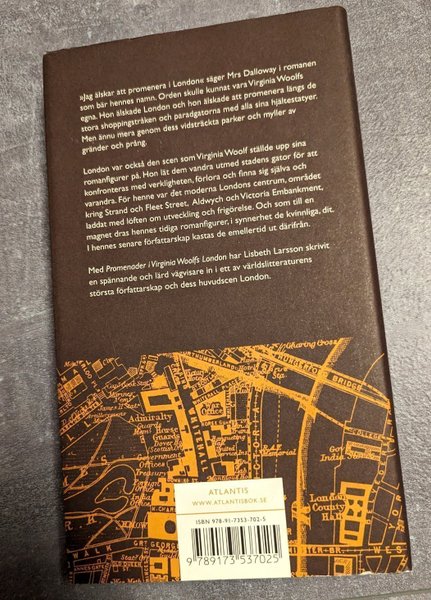 »Jag älskar att promenera i London« säger Mrs Dalloway i romanen
som bär hennes namn. Orden skulle kunnat vara Virginia Woolfs
egna. Hon älskade London och hon älskade att promenera längs de
stora shoppingstråken och paradgatorna med alla sina hjältestatyer.
Men ännu mera genom dess vidsträckta parker och myller av
gränder och prång.
London var också den scen som Virginia Woolf ställde upp sina
romanfigurer på. Hon lät dem vandra utmed stadens gator för att
konfronteras med verkligheten, förlora och finna sig själva och
varandra. För henne var det moderna Londons centrum, området
kring Strand och Fleet Street, Aldwych och Victoria Embankment,
laddat med löften om utveckling och frigörelse. Och som till en
magnet dras hennes tidiga romanfigurer, i synnerhet de kvinnliga, dit.
I hennes senare författarskap kastas de emellertid ut därifrån.
Med Promenader i Virginia Woolfs London har Lisbeth Larsson skrivit
en spännande och lärd vägvisare in i ett av världslitteraturens
största författarskap och dess huvudscen London.
Charing Cross
HUNGERFORD
BRIDGE
Admiralty
Horse
Guards
WHITEHALL
Government
Offices
Treasury
R.A.F.
Memorial
India Stores
London
County
Hall
WALK
ATLANTIS
WWW.ATLANTISBOK.SE
ISBN 978-91-7353-702-5
9 789173 537025